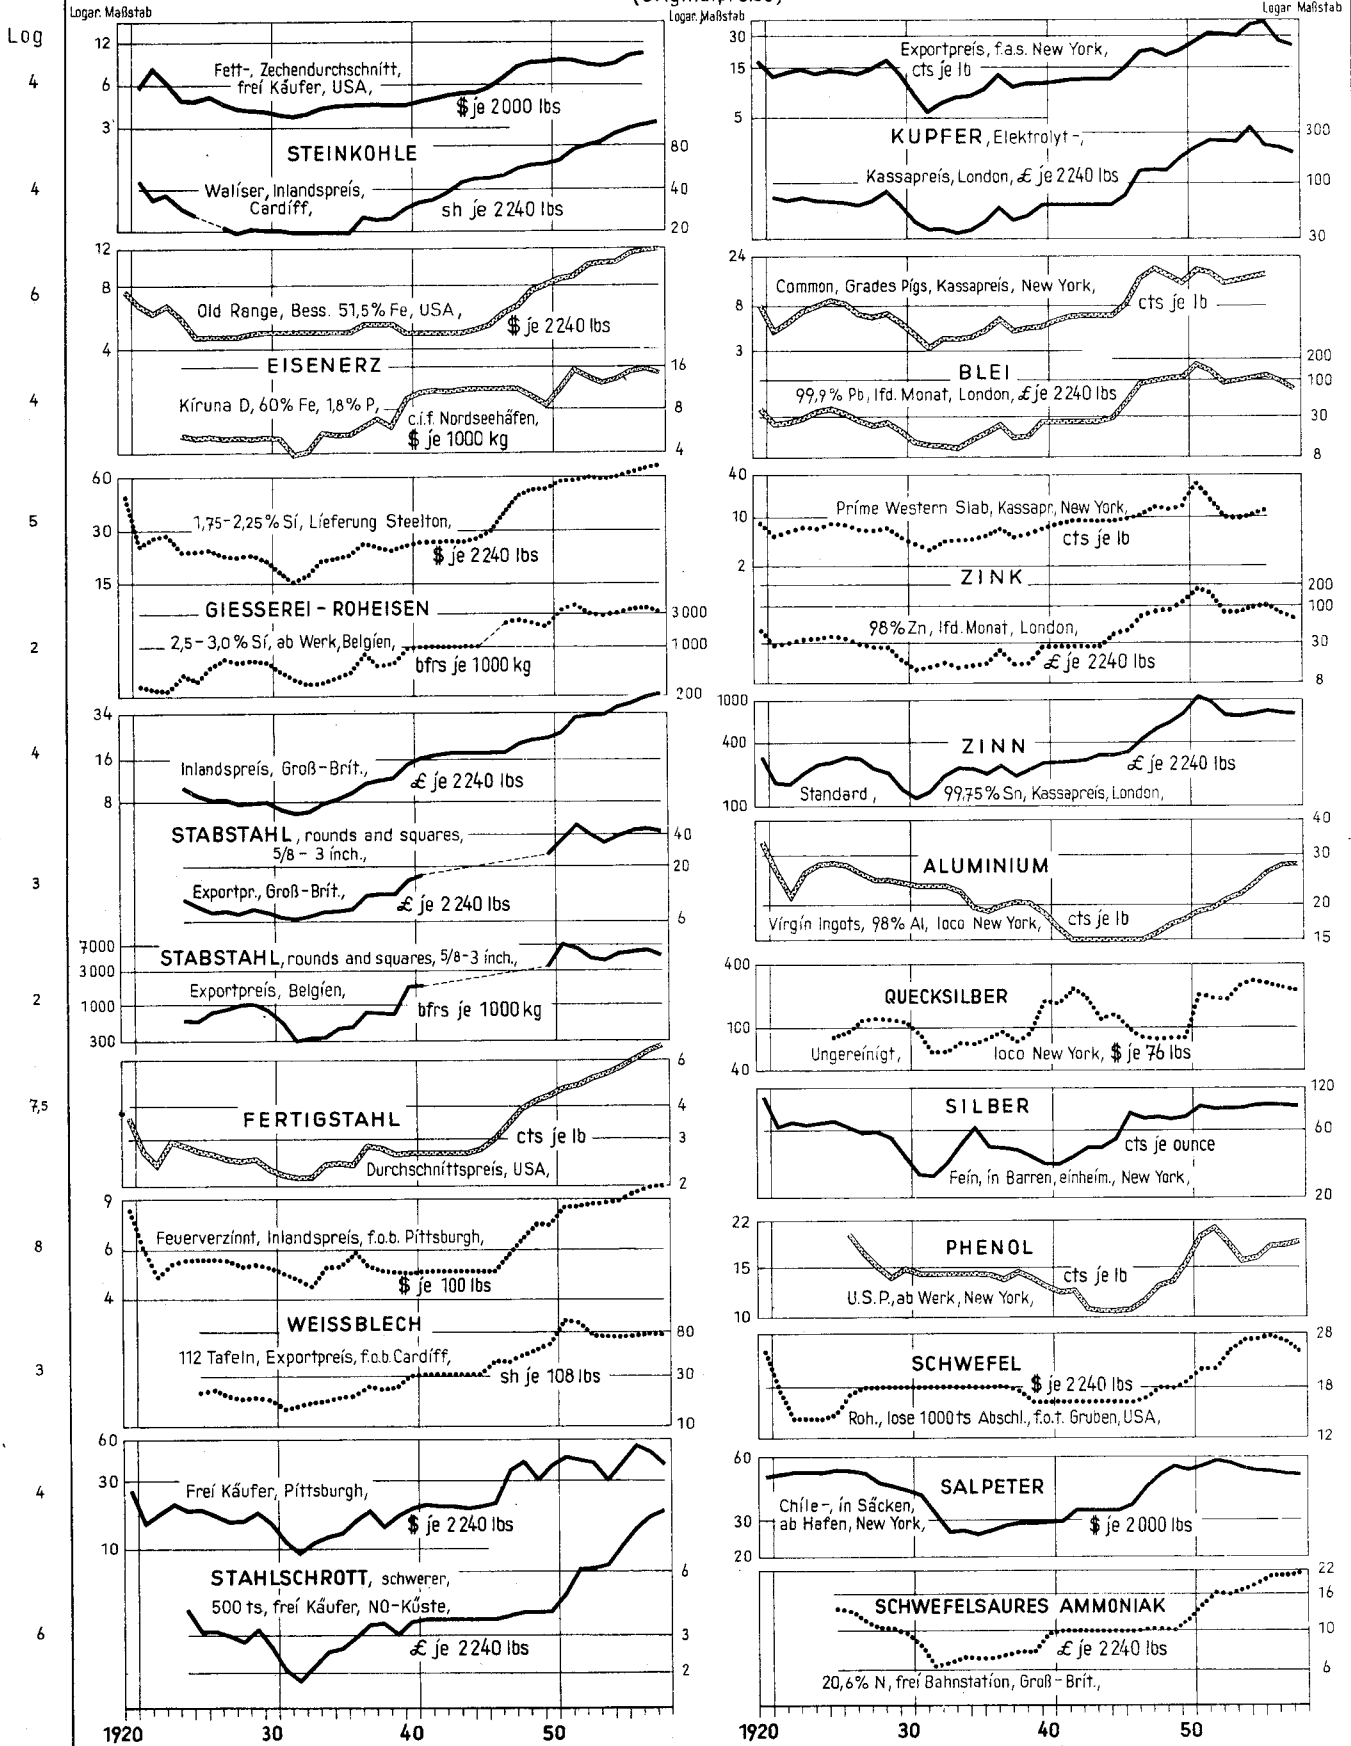 (Originalpreise)
Logar. Maßstab
Logar. Maßstab
Logar Maßstab
Log
4
4
6
4
5
2
4
3
2
7,5
8
3
4
6
12
6
3
Fett-, Zechendurchschnitt,
frei Käufer, USA,
$ je 2000 lbs
STEINKOHLE
80
40
20
Waliser, Inlandspreis,
Cardiff,
sh je 2240 lbs
12
8
4
Old Range, Bess. 51,5% Fe, USA,
$ je 2240 lbs
EISENERZ
16
8
4
Kiruna D, 60% Fe, 1,8% P,
c.i.f. Nordseehäfen,
$ je 1000 kg
60
30
15
1,75-2,25% Si, Lieferung Steelton,
$ je 2240 lbs
GIESSEREI - ROHEISEN
3000
1000
200
2,5-3,0% Si, ab Werk, Belgien,
bfrs je 1000 kg
34
16
8
Inlandspreis, Groß-Brit.,
£ je 2240 lbs
STABSTAHL, rounds and squares,
5/8 - 3 inch.,
40
20
6
Exportpr., Groß-Brit.,
£ je 2240 lbs
7000
3000
1000
300
STABSTAHL, rounds and squares, 5/8-3 inch.,
Exportpreis, Belgien,
bfrs je 1000 kg
6
4
3
2
FERTIGSTAHL
cts je lb
Durchschnittspreis, USA,
9
6
4
Feuerverzinnt, Inlandspreis, f.o.b. Pittsburgh,
$ je 100 lbs
WEISSBLECH
80
30
10
112 Tafeln, Exportpreis, f.o.b. Cardiff,
sh je 108 lbs
60
30
10
Frei Käufer, Pittsburgh,
$ je 2240 lbs
STAHLSCHROTT, schwerer,
500 ts, frei Käufer, NO-Küste,
£ je 2240 lbs
6
3
2
1920 30 40 50
30
15
5
Exportpreis, f.a.s. New York,
cts je lb
KUPFER, Elektrolyt-,
300
100
30
Kassapreis, London, £ je 2240 lbs
24
8
3
Common, Grades Pigs, Kassapreis, New York,
cts je lb
BLEI
200
100
30
8
99,9% Pb, lfd. Monat, London, £ je 2240 lbs
40
10
2
Prime Western Slab, Kassapr., New York,
cts je lb
ZINK
200
100
30
8
98% Zn, lfd. Monat, London,
£ je 2240 lbs
1000
400
100
ZINN
£ je 2240 lbs
Standard, 99,75% Sn, Kassapreis, London,
40
30
20
15
ALUMINIUM
Virgin Ingots, 98% Al, loco New York,
cts je lb
400
100
40
QUECKSILBER
Ungereinigt, loco New York, $ je 76 lbs
120
60
20
SILBER
cts je ounce
Fein, in Barren, einheim., New York,
22
15
10
PHENOL
cts je lb
U.S.P., ab Werk, New York,
28
18
12
SCHWEFEL
$ je 2240 lbs
Roh., lose 1000 ts Abschl., f.o.t. Gruben, USA,
60
30
20
SALPETER
Chile-, in Säcken,
ab Hafen, New York,
$ je 2000 lbs
22
16
10
6
SCHWEFELSAURES AMMONIAK
£ je 2240 lbs
20,6% N, frei Bahnstation, Groß-Brit.,
1920 30 40 50